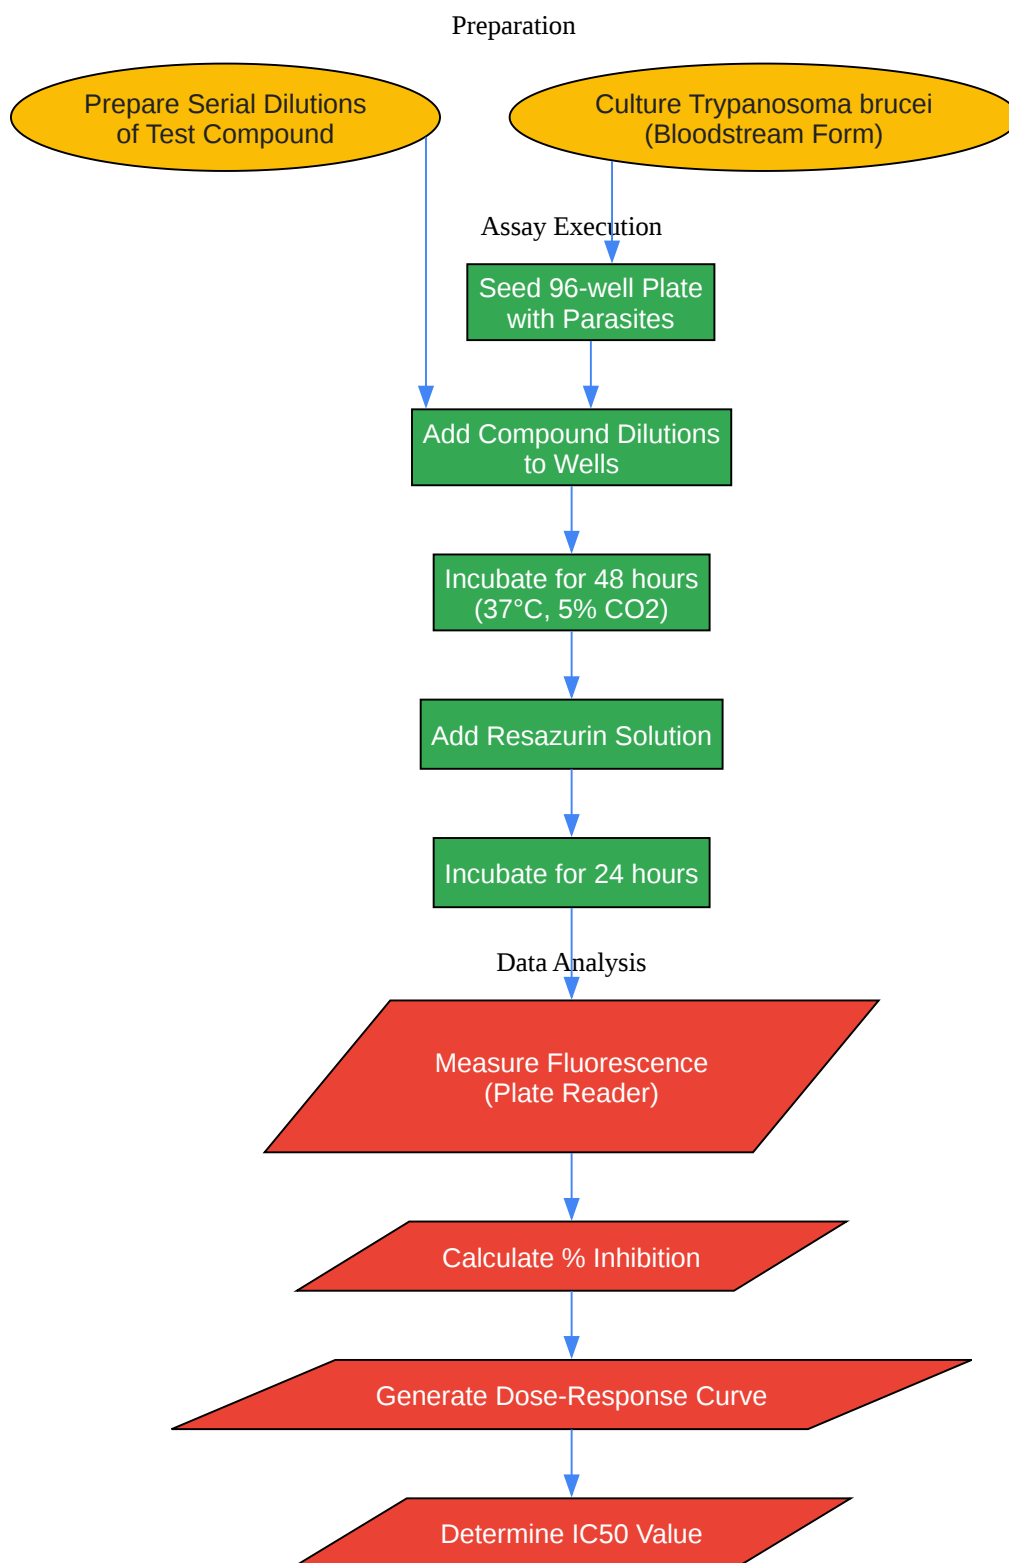 Preparation
Prepare Serial Dilutions
of Test Compound
Culture Trypanosoma brucei
(Bloodstream Form)
Assay Execution
Seed 96-well Plate
with Parasites
Add Compound Dilutions
to Wells
Incubate for 48 hours
(37°C, 5% CO2)
Add Resazurin Solution
Incubate for 24 hours
Data Analysis
Measure Fluorescence
(Plate Reader)
Calculate % Inhibition
Generate Dose-Response Curve
Determine IC50 Value